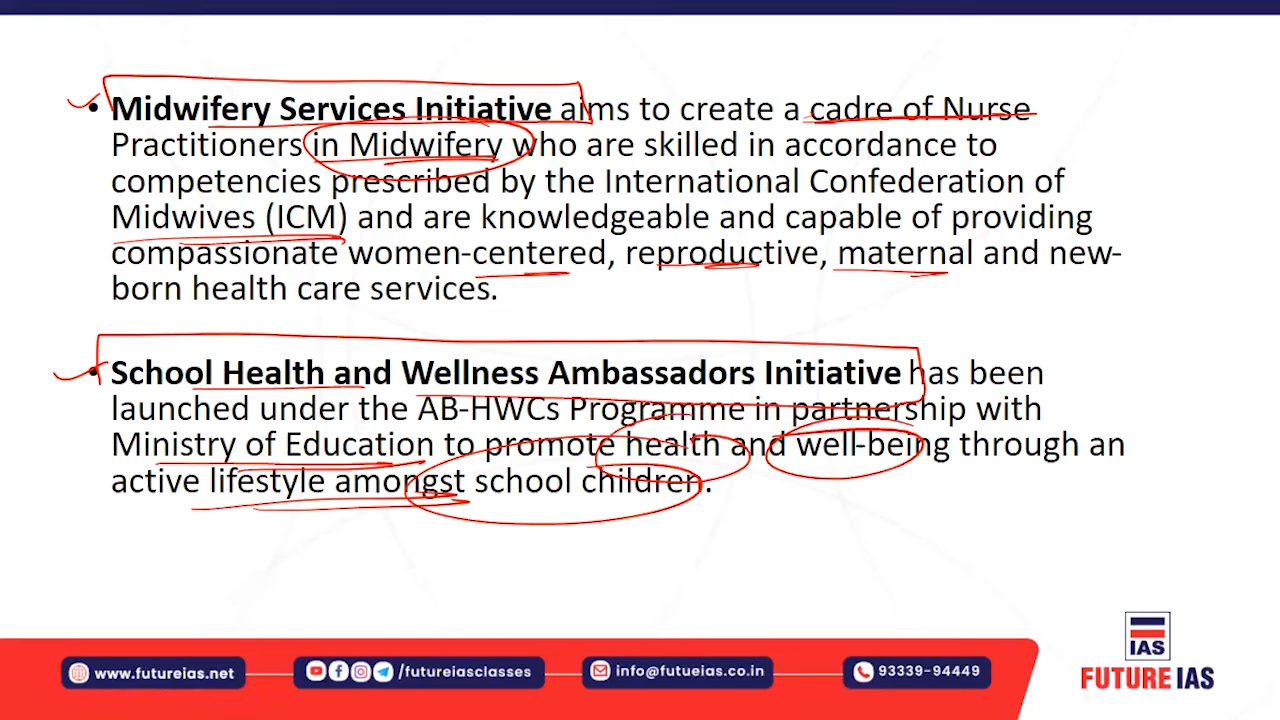 • Midwifery Services Initiative aims to create a cadre of Nurse
Practitioners in Midwifery who are skilled in accordance to
competencies prescribed by the International Confederation of
Midwives (ICM) and are knowledgeable and capable of providing
compassionate women-centered, reproductive, maternal and new-
born health care services.
• School Health and Wellness Ambassadors Initiative has been
launched under the AB-HWCs Programme in partnership with
Ministry of Education to promote health and well-being through an
active lifestyle amongst school children.
IAS
FUTURE IAS
www.futureias.net
/futureiasclasses
info@futueias.co.in
93339-94449